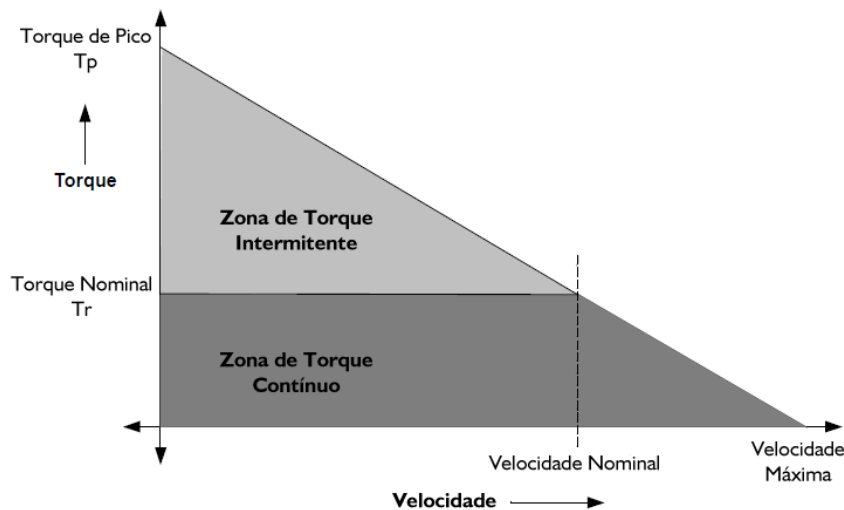 Torque de Pico
Tp
Torque
Zona de Torque
Intermitente
Torque Nominal
Tr
Zona de Torque
Contínuo
Velocidade Nominal
Velocidade
Máxima
Velocidade